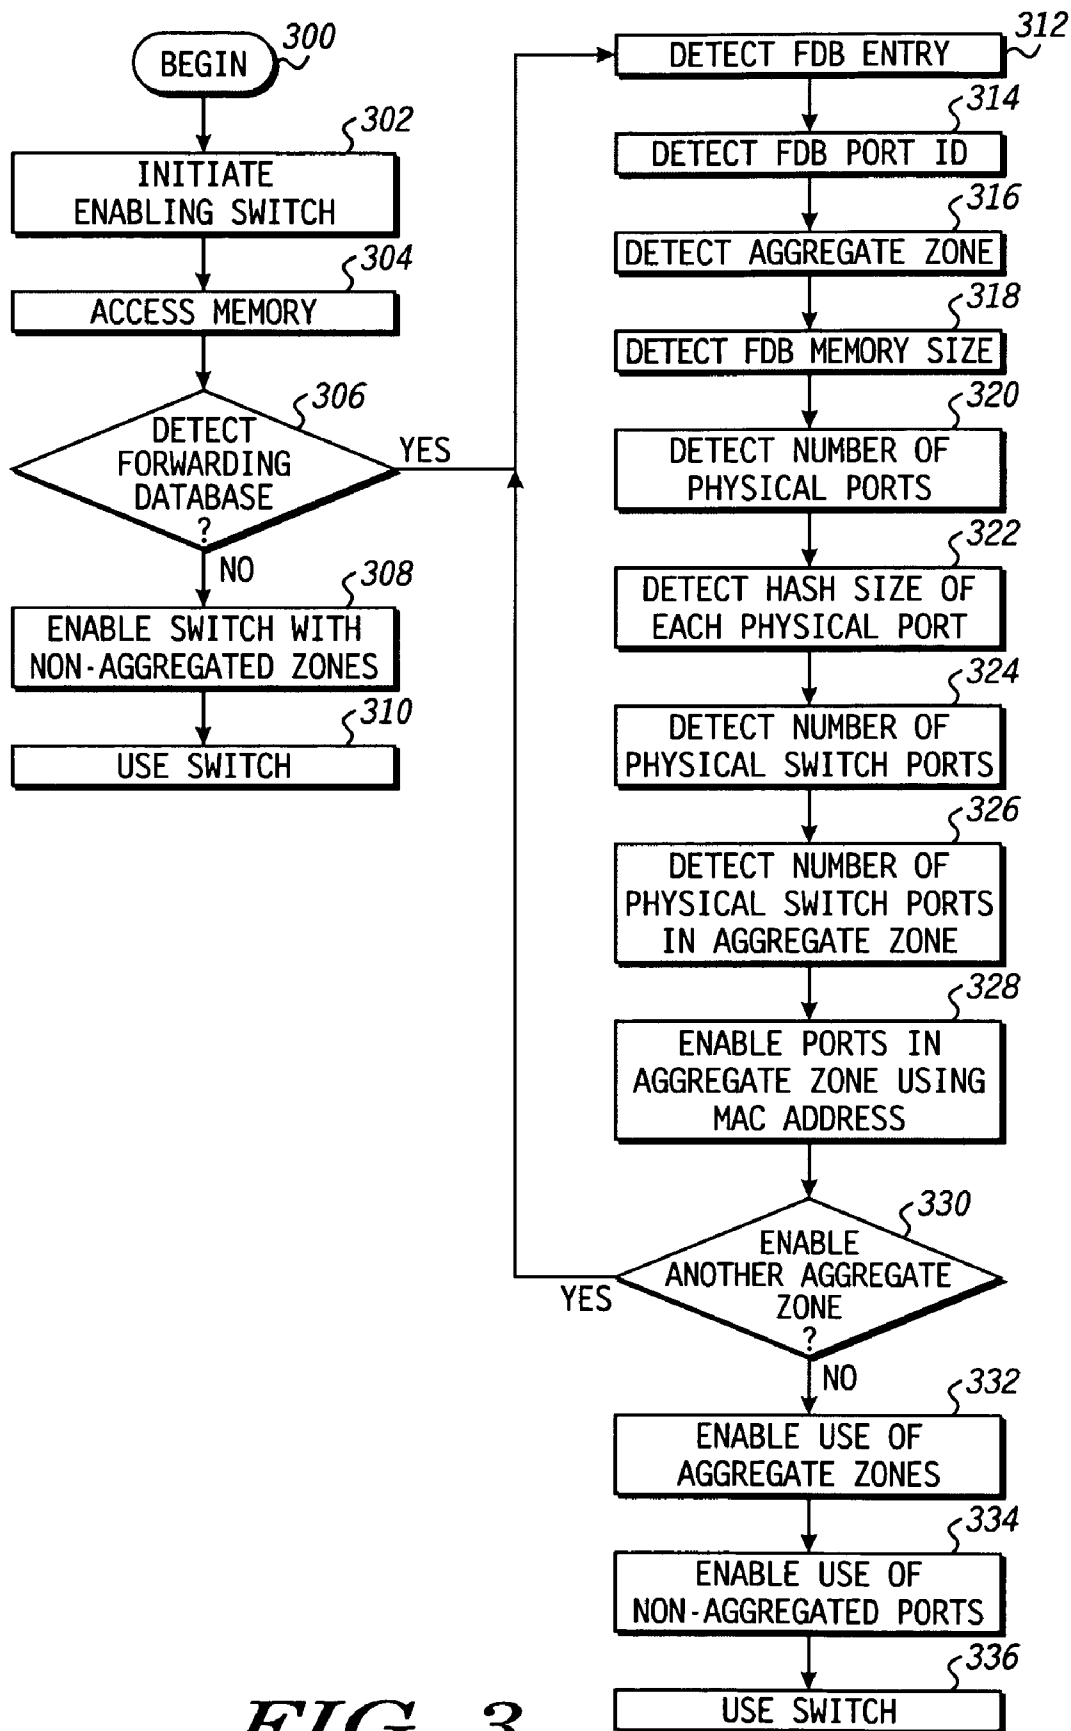 BEGIN
300
302
INITIATE
ENABLING SWITCH
304
ACCESS MEMORY
306
DETECT
FORWARDING
DATABASE
?
YES
NO
308
ENABLE SWITCH WITH
NON-AGGREGATED ZONES
310
USE SWITCH
312
DETECT FDB ENTRY
314
DETECT FDB PORT ID
316
DETECT AGGREGATE ZONE
318
DETECT FDB MEMORY SIZE
320
DETECT NUMBER OF
PHYSICAL PORTS
322
DETECT HASH SIZE OF
EACH PHYSICAL PORT
324
DETECT NUMBER OF
PHYSICAL SWITCH PORTS
326
DETECT NUMBER OF
PHYSICAL SWITCH PORTS
IN AGGREGATE ZONE
328
ENABLE PORTS IN
AGGREGATE ZONE USING
MAC ADDRESS
330
ENABLE
ANOTHER AGGREGATE
ZONE
?
YES
NO
332
ENABLE USE OF
AGGREGATE ZONES
334
ENABLE USE OF
NON-AGGREGATED PORTS
336
USE SWITCH
FIG. 3